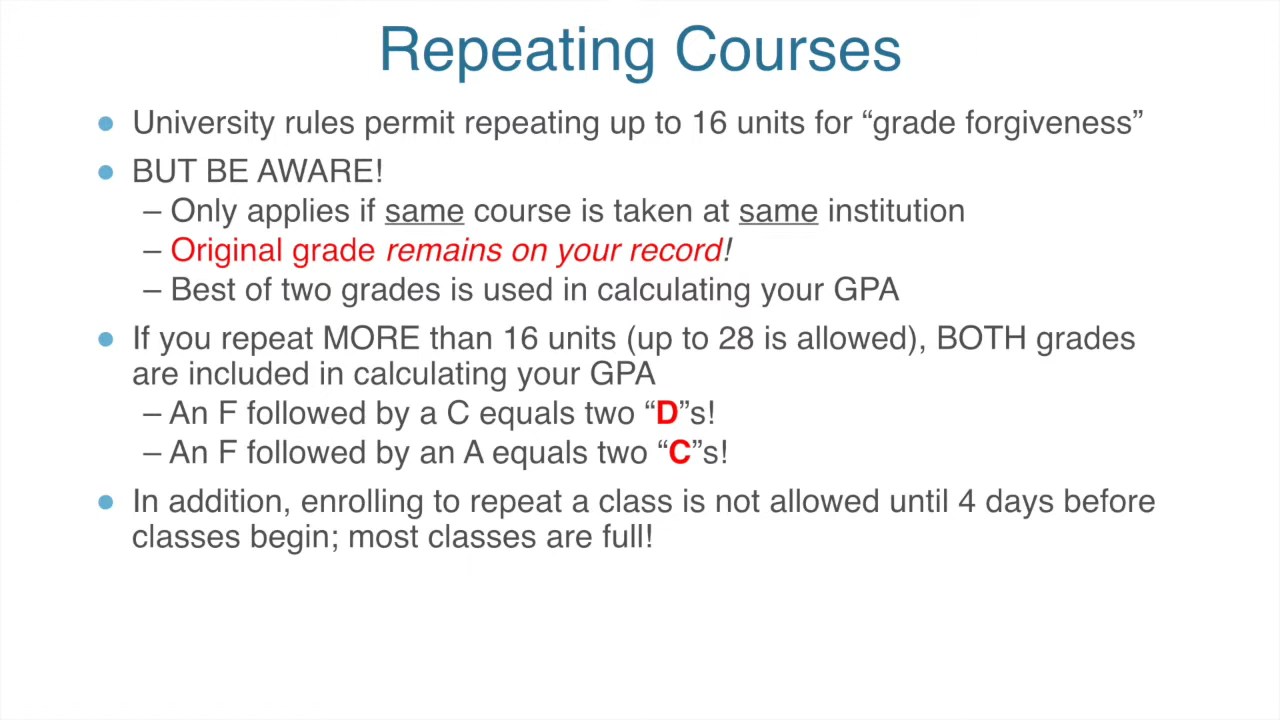 Repeating Courses
● University rules permit repeating up to 16 units for “grade forgiveness”
● BUT BE AWARE!
– Only applies if same course is taken at same institution
– Original grade remains on your record!
– Best of two grades is used in calculating your GPA
● If you repeat MORE than 16 units (up to 28 is allowed), BOTH grades
are included in calculating your GPA
– An F followed by a C equals two “D”s!
– An F followed by an A equals two “C”s!
● In addition, enrolling to repeat a class is not allowed until 4 days before
classes begin; most classes are full!